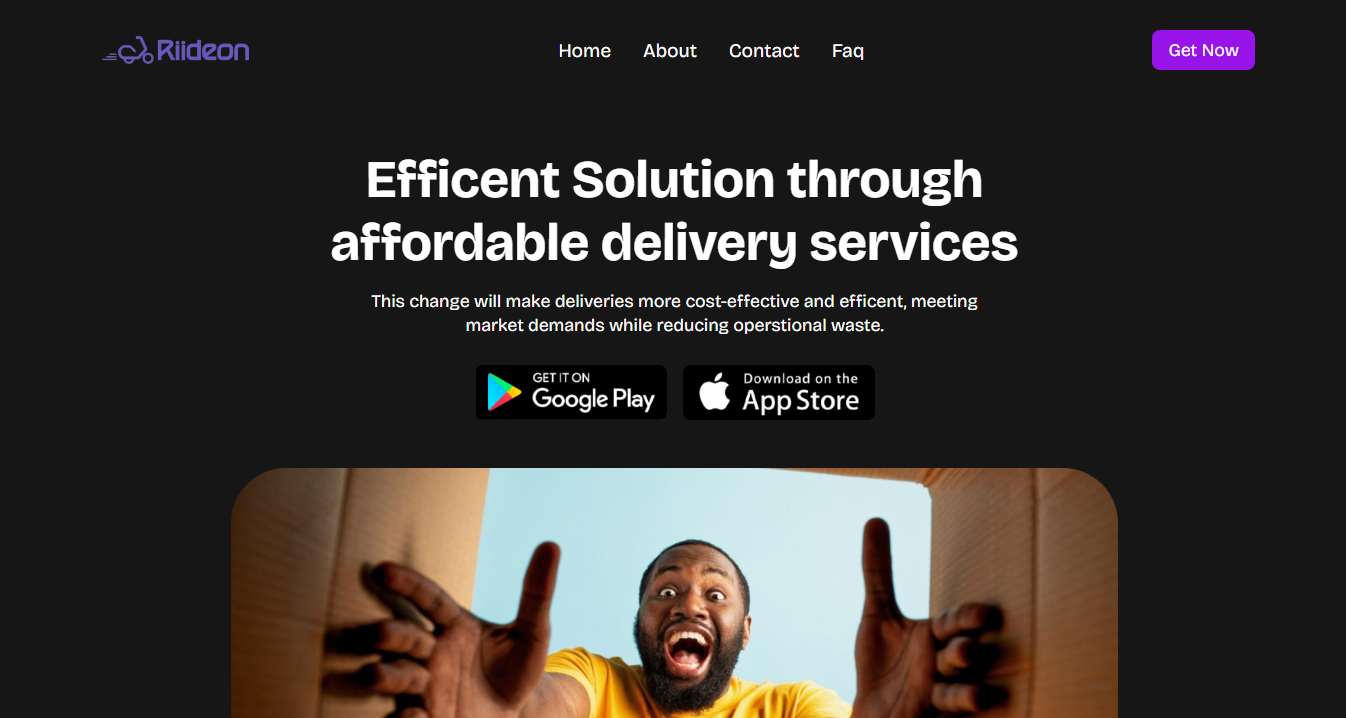 Riideon
Home About Contact Faq
Get Now
Efficent Solution through
affordable delivery services
This change will make deliveries more cost-effective and efficent, meeting
market demands while reducing operstional waste.
GET IT ON
Google Play
Download on the
App Store